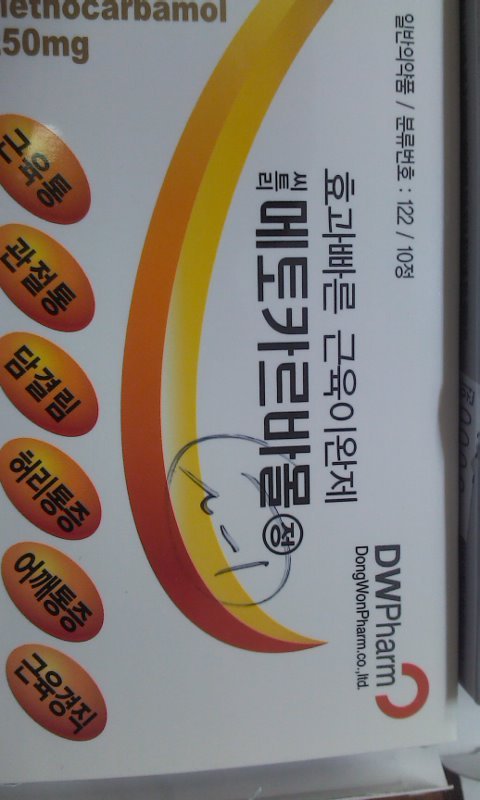 일반의약품 / 분류번호 : 122 / 10정
효과빠른 근육이완제
씨트리 메토카르바몰 정
DWPharm
DongWonPharm.co.,ltd.
근육통
관절통
담결림
허리통증
어깨통증
근육경직
ethocarbamol
50mg